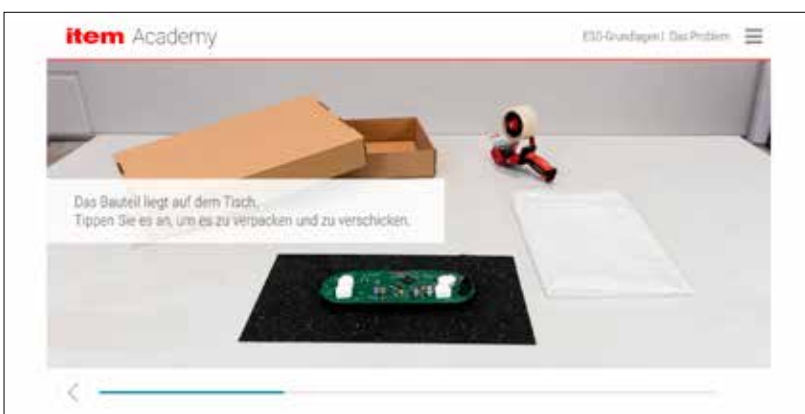 item Academy
ESD-Grundlagen | Das Problem
Das Bauteil liegt auf dem Tisch.
Tippen Sie es an, um es zu verpacken und zu verschicken.